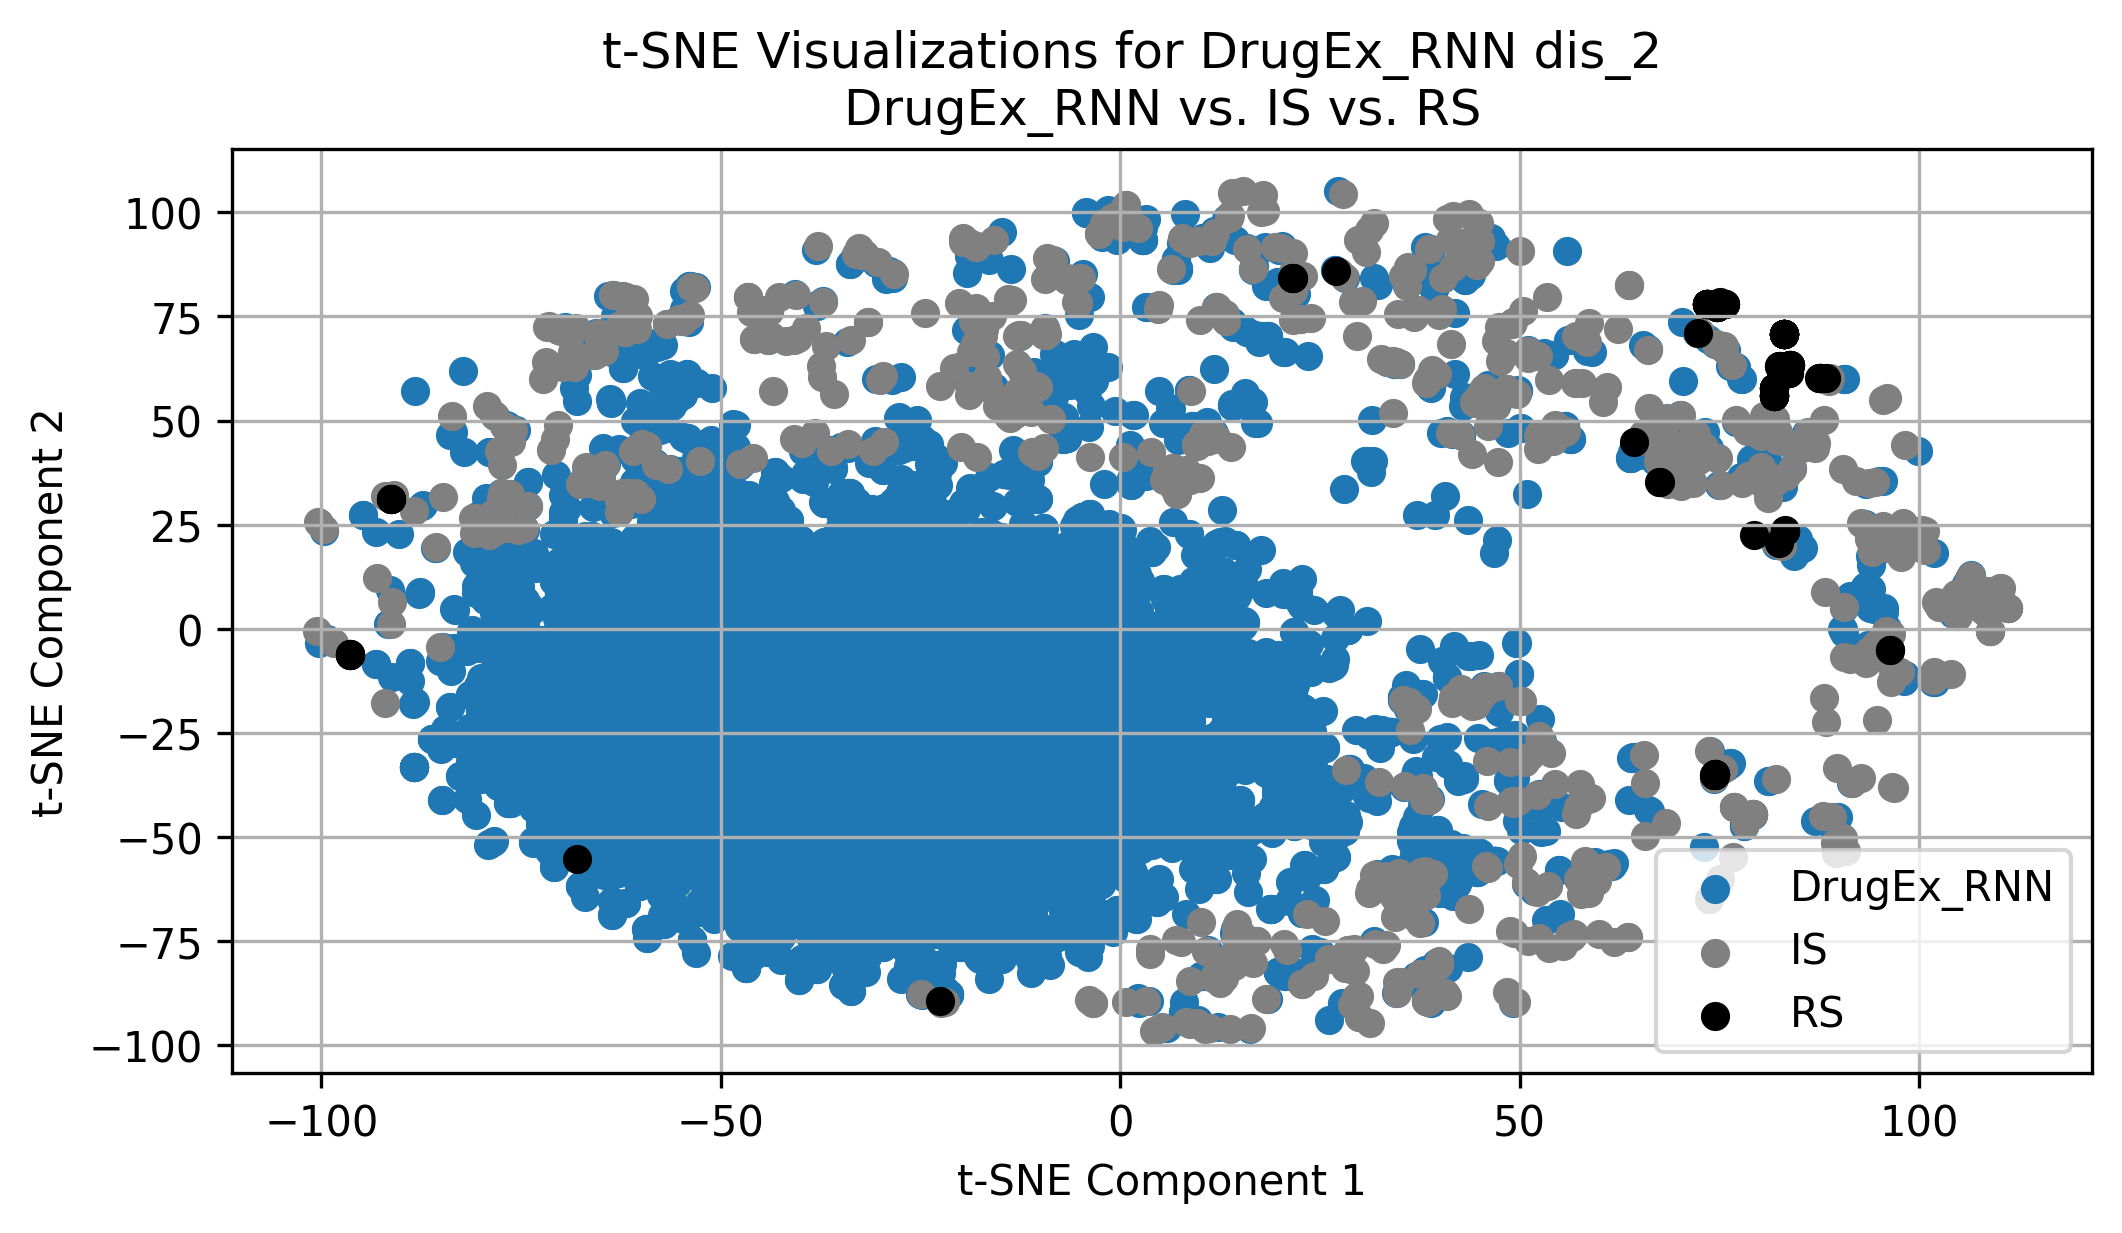 t-SNE Visualizations for DrugEx_RNN dis_2
DrugEx_RNN vs. IS vs. RS
t-SNE Component 2
100
75
50
25
0
−25
−50
−75
−100
DrugEx_RNN
IS
RS
−100
−50
0
50
100
t-SNE Component 1